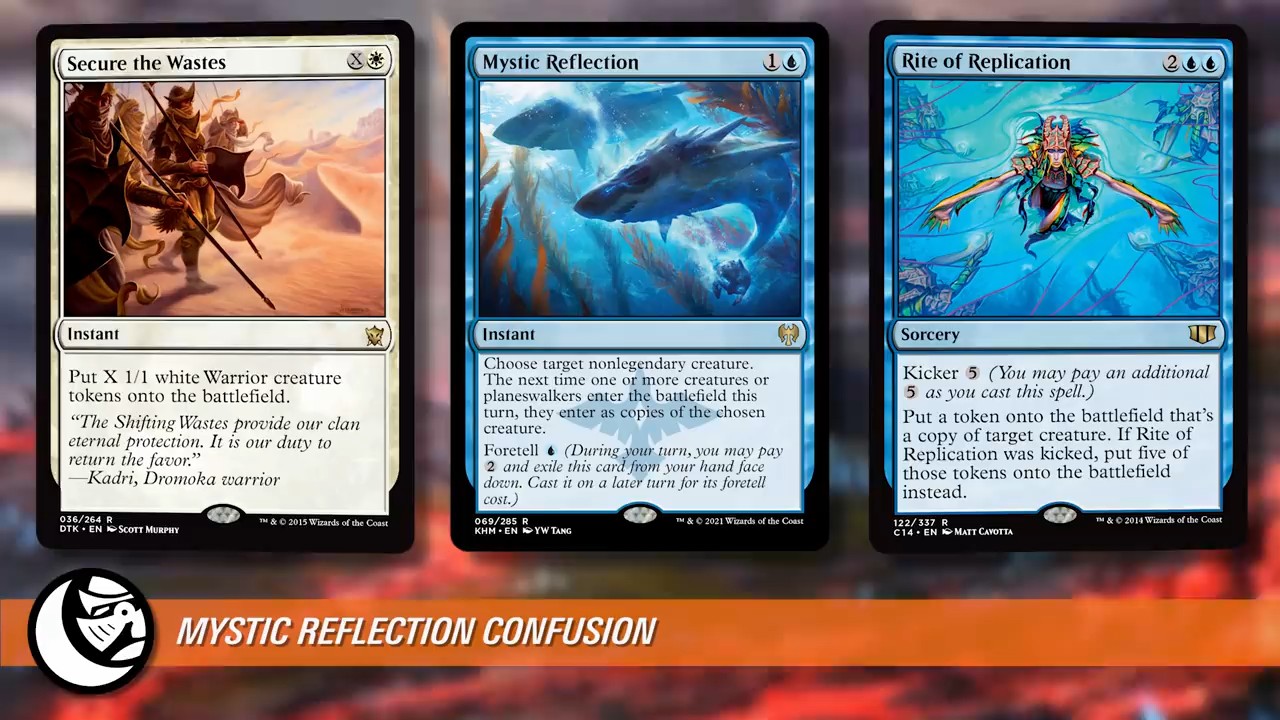 Secure the Wastes X
Instant
Put X 1/1 white Warrior creature
tokens onto the battlefield.
“The Shifting Wastes provide our clan
eternal protection. It is our duty to
return the favor.”
—Kadri, Dromoka warrior
036/264 R
DTK • EN Scott Murphy
™ & © 2015 Wizards of the Coast
Mystic Reflection 1
Instant
Choose target nonlegendary creature.
The next time one or more creatures or
planeswalkers enter the battlefield this
turn, they enter as copies of the chosen
creature.
Foretell (During your turn, you may pay
2 and exile this card from your hand face
down. Cast it on a later turn for its foretell
cost.)
069/285 R
KHM • EN YW Tang
™ & © 2021 Wizards of the Coast
Rite of Replication 2
Sorcery
Kicker 5 (You may pay an additional
5 as you cast this spell.)
Put a token onto the battlefield that’s
a copy of target creature. If Rite of
Replication was kicked, put five of
those tokens onto the battlefield
instead.
122/337 R
C14 • EN Matt Cavotta
™ & © 2014 Wizards of the Coast
MYSTIC REFLECTION CONFUSION